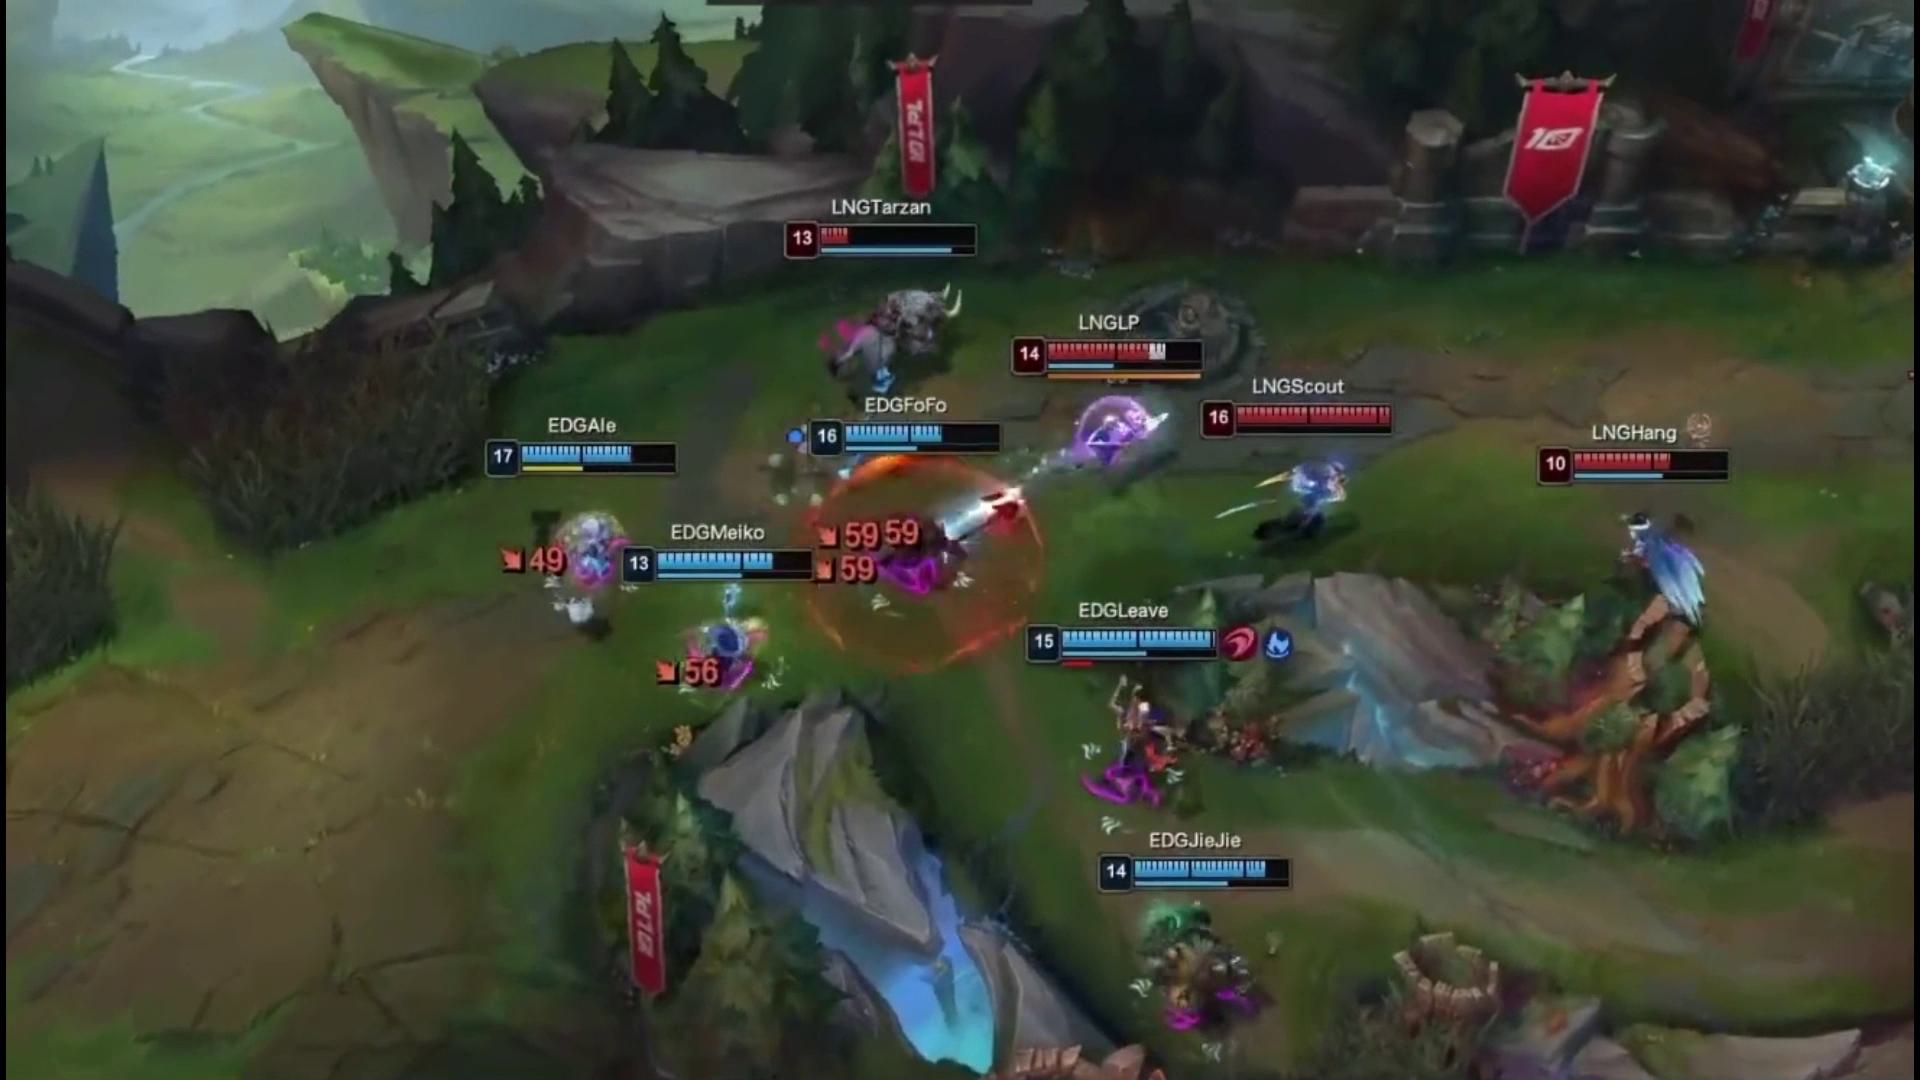 LNGTarzan
13
LNGLP
14
LNGScout
16
EDGFoFo
16
EDGAle
17
LNGHang
10
EDGMeiko
13
59 59
59
49
56
EDGLeave
15
EDGJieJie
14